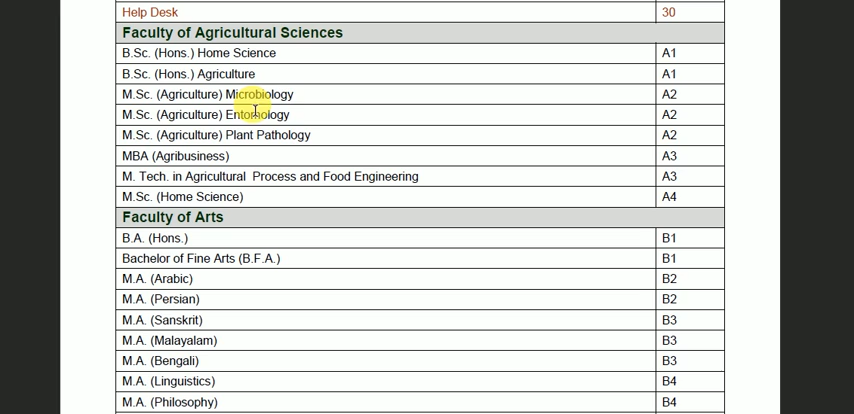 Help Desk 30
Faculty of Agricultural Sciences
B.Sc. (Hons.) Home Science A1
B.Sc. (Hons.) Agriculture A1
M.Sc. (Agriculture) Microbiology A2
M.Sc. (Agriculture) Entomology A2
M.Sc. (Agriculture) Plant Pathology A2
MBA (Agribusiness) A3
M. Tech. in Agricultural Process and Food Engineering A3
M.Sc. (Home Science) A4
Faculty of Arts
B.A. (Hons.) B1
Bachelor of Fine Arts (B.F.A.) B1
M.A. (Arabic) B2
M.A. (Persian) B2
M.A. (Sanskrit) B3
M.A. (Malayalam) B3
M.A. (Bengali) B3
M.A. (Linguistics) B4
M.A. (Philosophy) B4